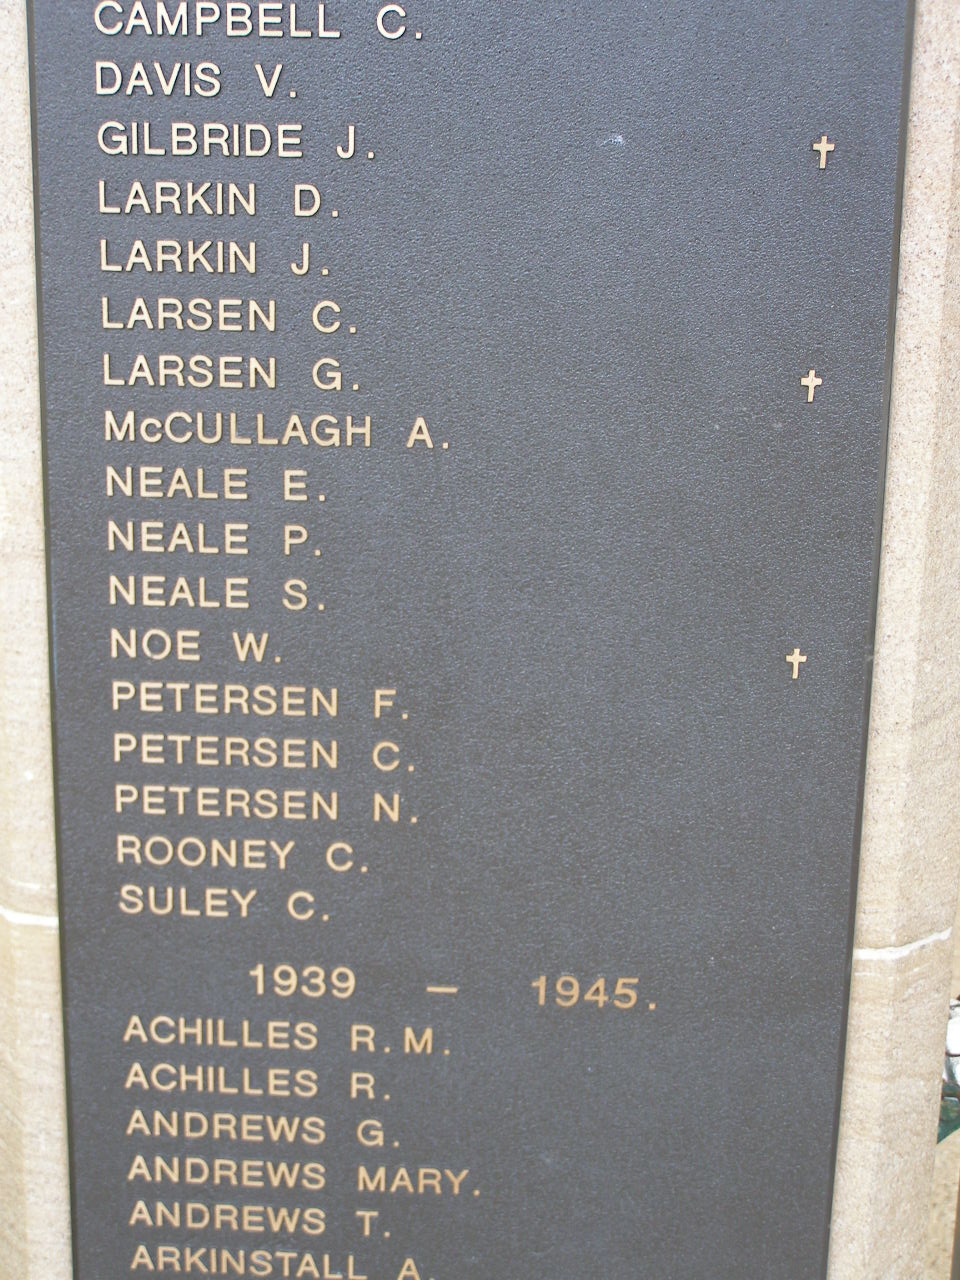 CAMPBELL C.
DAVIS V.
GILBRIDE J. ✝
LARKIN D.
LARKIN J.
LARSEN C.
LARSEN G. ✝
McCULLAGH A.
NEALE E.
NEALE P.
NEALE S.
NOE W. ✝
PETERSEN F.
PETERSEN C.
PETERSEN N.
ROONEY C.
SULEY C.
1939 — 1945.
ACHILLES R.M.
ACHILLES R.
ANDREWS G.
ANDREWS MARY.
ANDREWS T.
ARKINSTALL A.